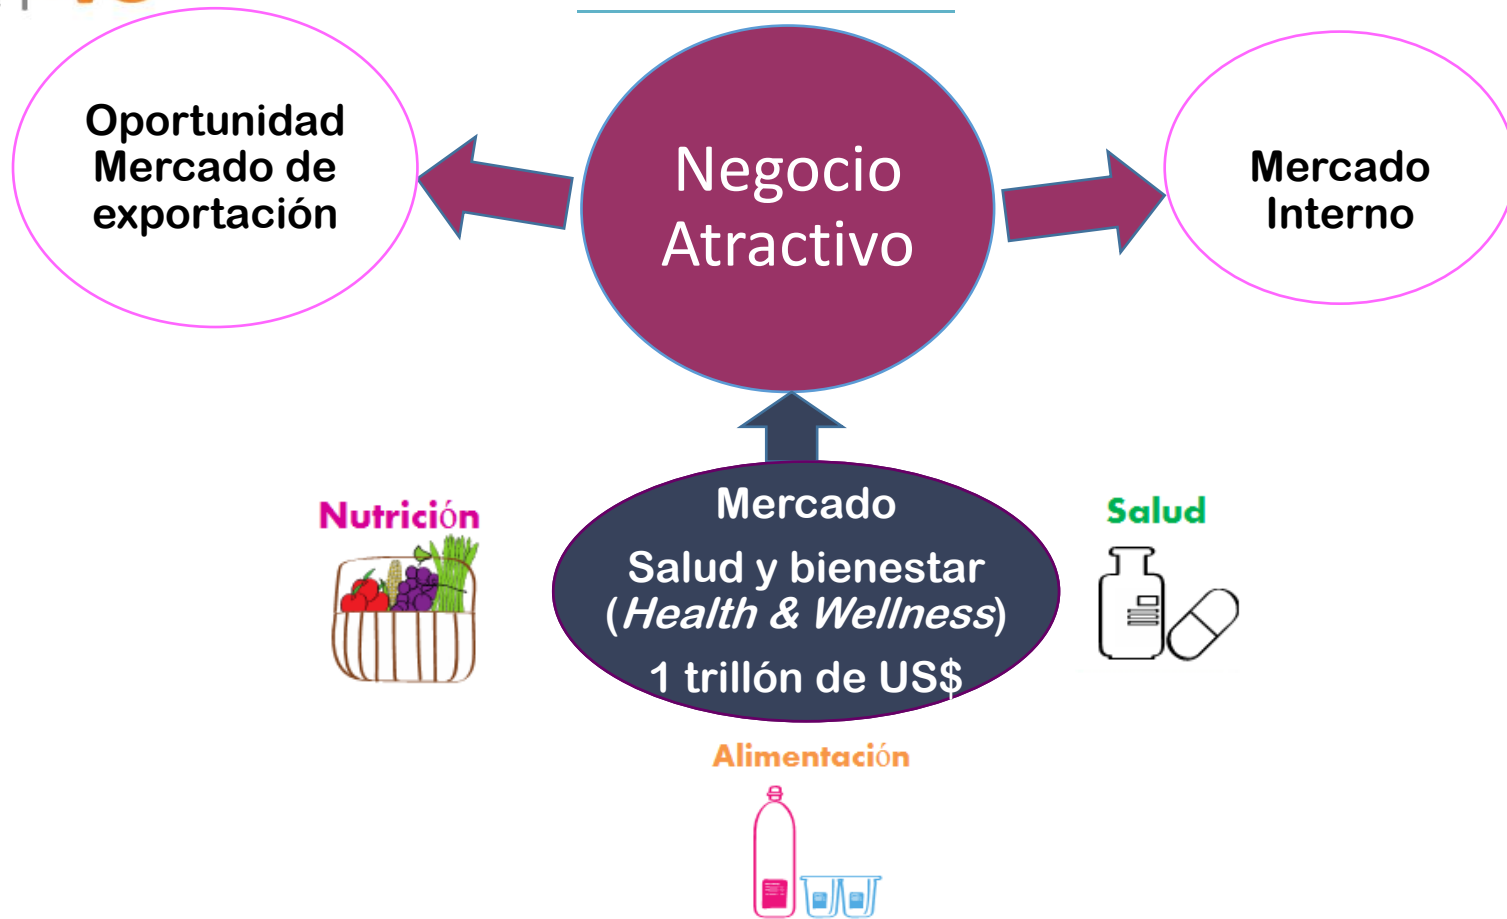 Oportunidad
Mercado de
exportación
Negocio
Atractivo
Mercado
Interno
Nutrición
Mercado
Salud y bienestar
(Health & Wellness)
1 trillón de US$
Salud
Alimentación